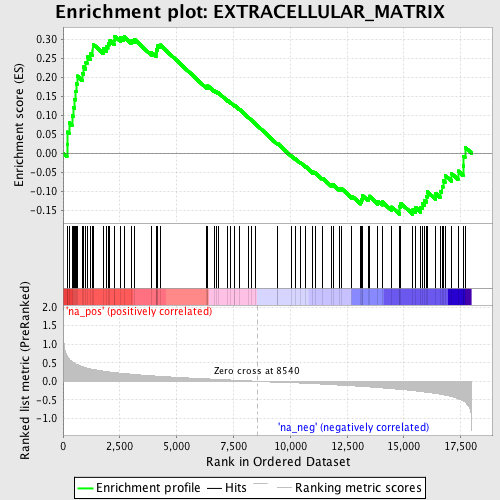 Enrichment plot: EXTRACELLULAR_MATRIX
Enrichment score (ES)
0.30
0.25
0.20
0.15
0.10
0.05
0.00
-0.05
-0.10
-0.15
'na_pos' (positively correlated)
Ranked list metric (PreRanked)
2.0
1.5
1.0
0.5
0.0
-0.5
-1.0
Zero cross at 8540
'na_neg' (negatively correlated)
0
2,500
5,000
7,500
10,000
12,500
15,000
17,500
Rank in Ordered Dataset
Enrichment profile
Hits
Ranking metric scores